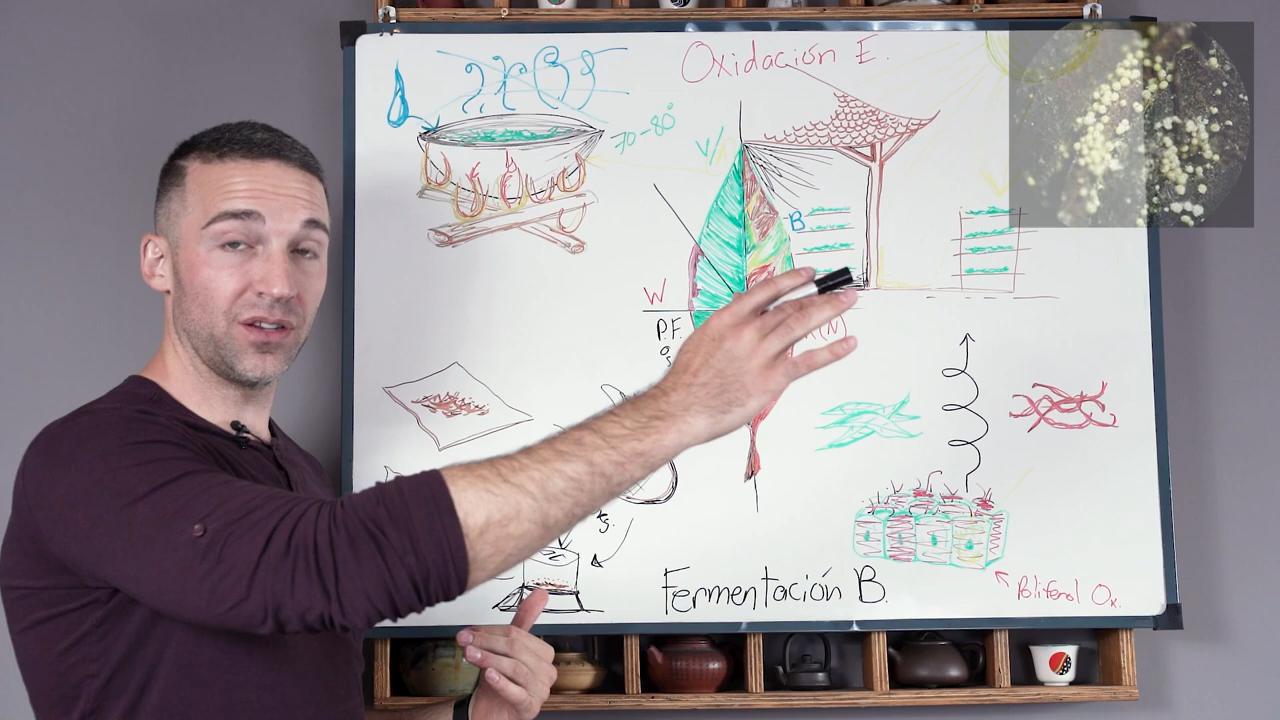 Oxidación E.
70-80°
V/
B
W
P.F.
(N)
Fermentación B.
Polifenol Ox.